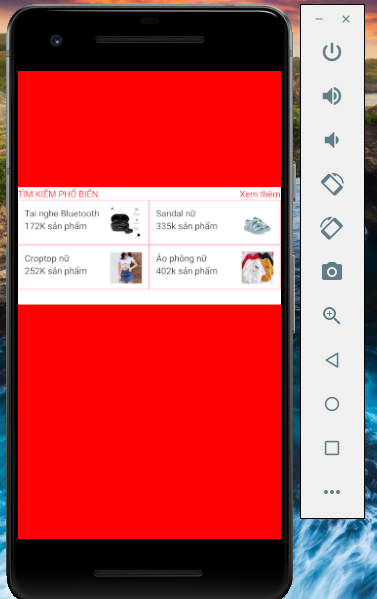 TÌM KIẾM PHỔ BIẾN Xem thêm
Tai nghe Bluetooth
172K sản phẩm
Sandal nữ
335k sản phẩm
Croptop nữ
252K sản phẩm
Áo phông nữ
402k sản phẩm